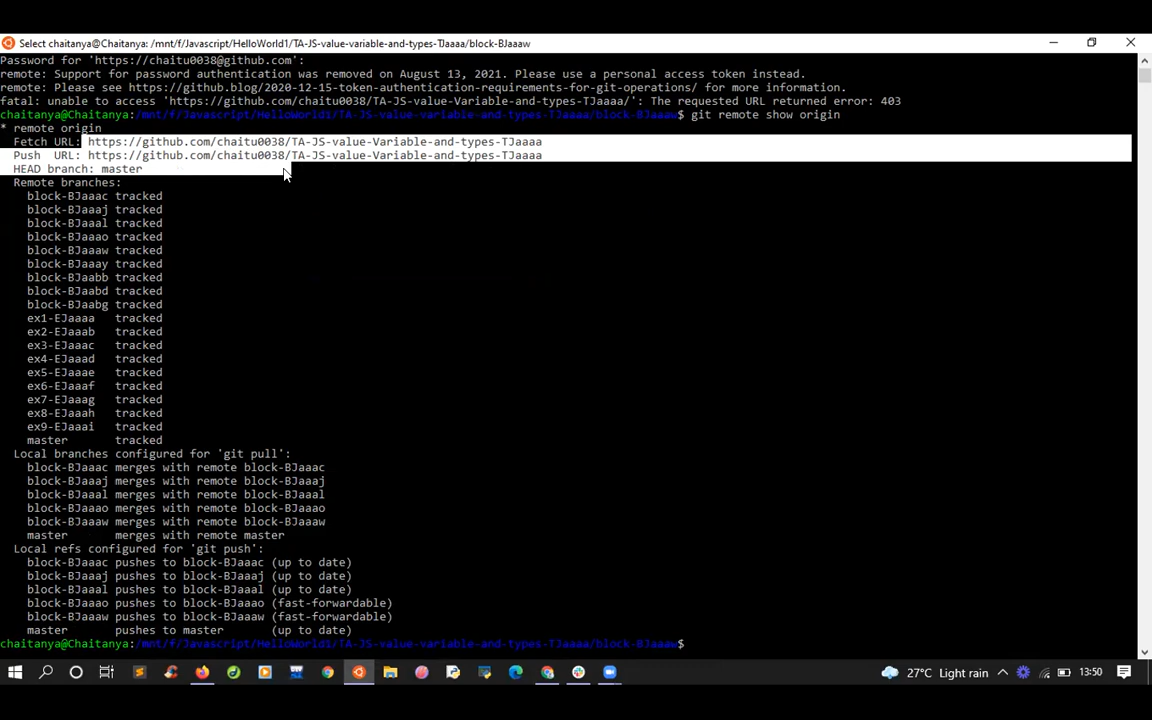 Select chaitanya@Chaitanya: /mnt/f/Javascript/HelloWorld1/TA-JS-value-variable-and-types-TJaaaa/block-BJaaaw
Password for 'https://chaitu0038@github.com':
remote: Support for password authentication was removed on August 13, 2021. Please use a personal access token instead.
remote: Please see https://github.blog/2020-12-15-token-authentication-requirements-for-git-operations/ for more information.
fatal: unable to access 'https://github.com/chaitu0038/TA-JS-value-Variable-and-types-TJaaaa/': The requested URL returned error: 403
chaitanya@Chaitanya:/mnt/f/Javascript/HelloWorld1/TA-JS-value-variable-and-types-TJaaaa/block-BJaaaw$ git remote show origin
* remote origin
  Fetch URL: https://github.com/chaitu0038/TA-JS-value-Variable-and-types-TJaaaa
  Push  URL: https://github.com/chaitu0038/TA-JS-value-Variable-and-types-TJaaaa
  HEAD branch: master
  Remote branches:
    block-BJaaac tracked
    block-BJaaaj tracked
    block-BJaaal tracked
    block-BJaaao tracked
    block-BJaaaw tracked
    block-BJaaay tracked
    block-BJaabb tracked
    block-BJaabd tracked
    block-BJaabg tracked
    ex1-EJaaaa   tracked
    ex2-EJaaab   tracked
    ex3-EJaaac   tracked
    ex4-EJaaad   tracked
    ex5-EJaaae   tracked
    ex6-EJaaaf   tracked
    ex7-EJaaag   tracked
    ex8-EJaaah   tracked
    ex9-EJaaai   tracked
    master       tracked
  Local branches configured for 'git pull':
    block-BJaaac merges with remote block-BJaaac
    block-BJaaaj merges with remote block-BJaaaj
    block-BJaaal merges with remote block-BJaaal
    block-BJaaao merges with remote block-BJaaao
    block-BJaaaw merges with remote block-BJaaaw
    master       merges with remote master
  Local refs configured for 'git push':
    block-BJaaac pushes to block-BJaaac (up to date)
    block-BJaaaj pushes to block-BJaaaj (up to date)
    block-BJaaal pushes to block-BJaaal (up to date)
    block-BJaaao pushes to block-BJaaao (fast-forwardable)
    block-BJaaaw pushes to block-BJaaaw (fast-forwardable)
    master       pushes to master       (up to date)
chaitanya@Chaitanya:/mnt/f/Javascript/HelloWorld1/TA-JS-value-variable-and-types-TJaaaa/block-BJaaaw$
27°C Light rain 13:50